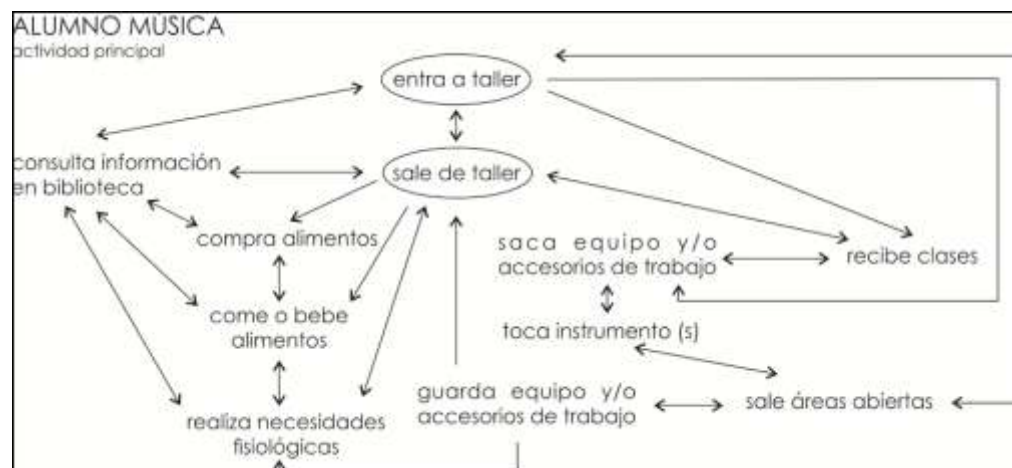 ALUMNO MÚSICA
actividad principal
entra a taller
consulta información
en biblioteca
sale de taller
compra alimentos
saca equipo y/o
accesorios de trabajo
recibe clases
come o bebe
alimentos
toca instrumento (s)
guarda equipo y/o
accesorios de trabajo
sale áreas abiertas
realiza necesidades
fisiológicas